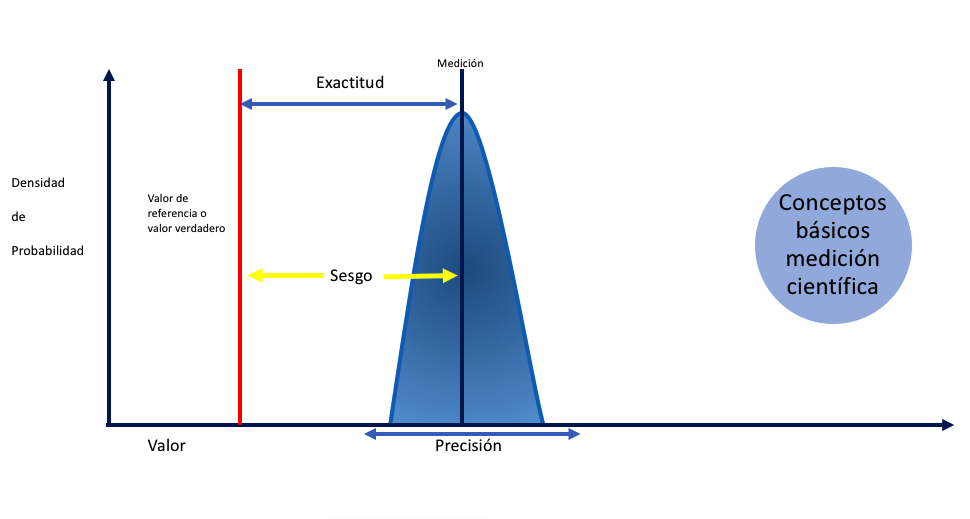 Medición
Exactitud
Densidad
de
Probabilidad
Valor de
referencia o
valor verdadero
Sesgo
Conceptos
básicos
medición
científica
Valor
Precisión